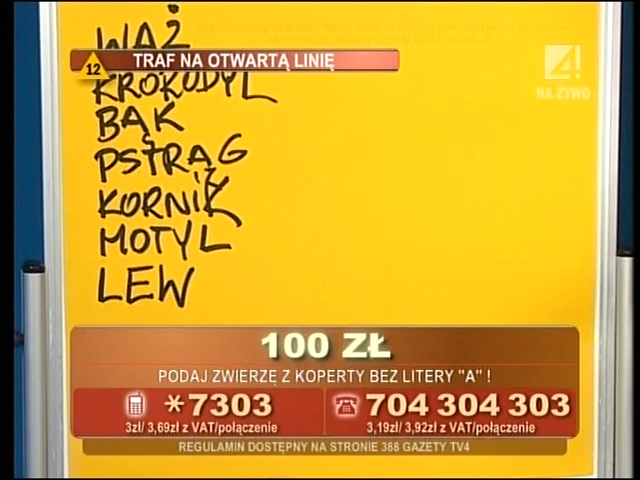 WĄŻ
12
TRAF NA OTWARTĄ LINIĘ
4!
NA ŻYWO
KROKODYL
BĄK
PSTRĄG
KORNIK
MOTYL
LEW
100 ZŁ
PODAJ ZWIERZĘ Z KOPERTY BEZ LITERY "A" !
*7303
3zł/ 3,69zł z VAT/połączenie
704 304 303
3,19zł/ 3,92zł z VAT/połączenie
REGULAMIN DOSTĘPNY NA STRONIE 388 GAZETY TV4